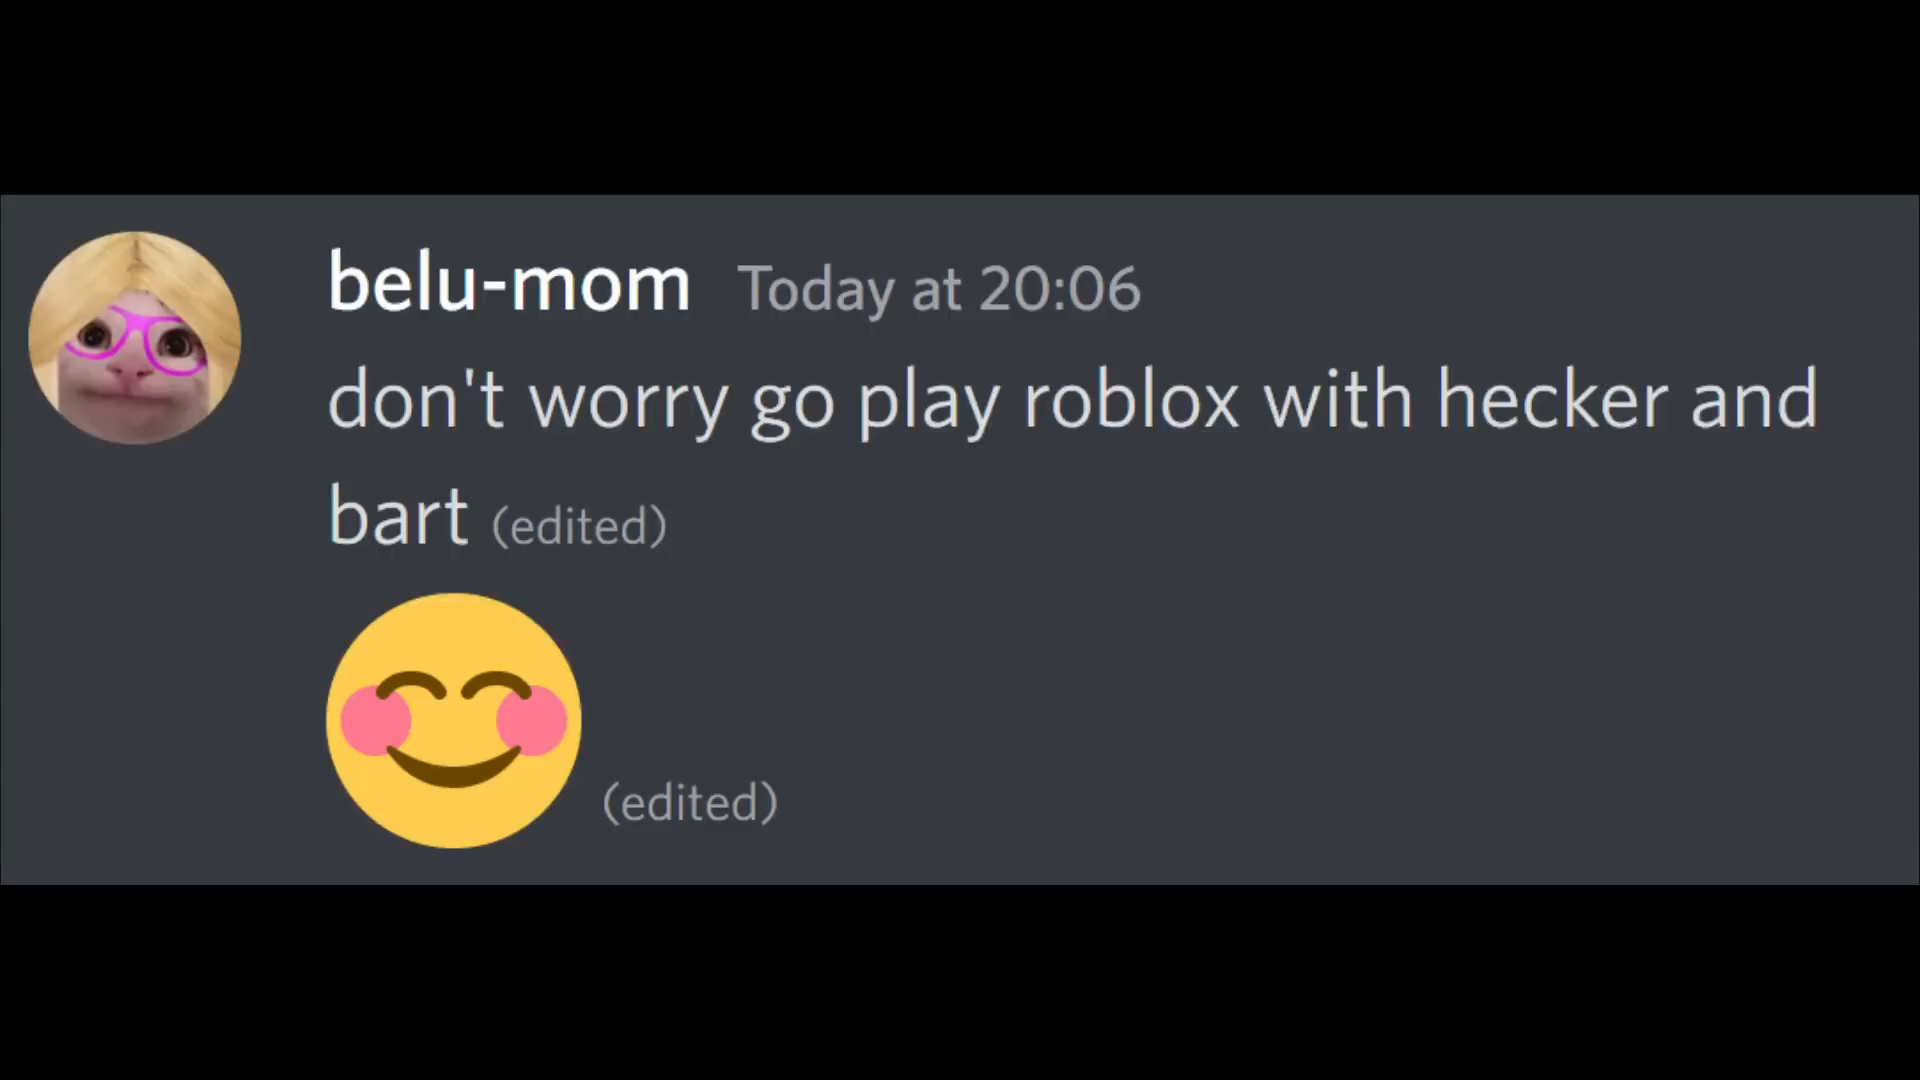 belu-mom Today at 20:06
don't worry go play roblox with hecker and
bart (edited)
(edited)